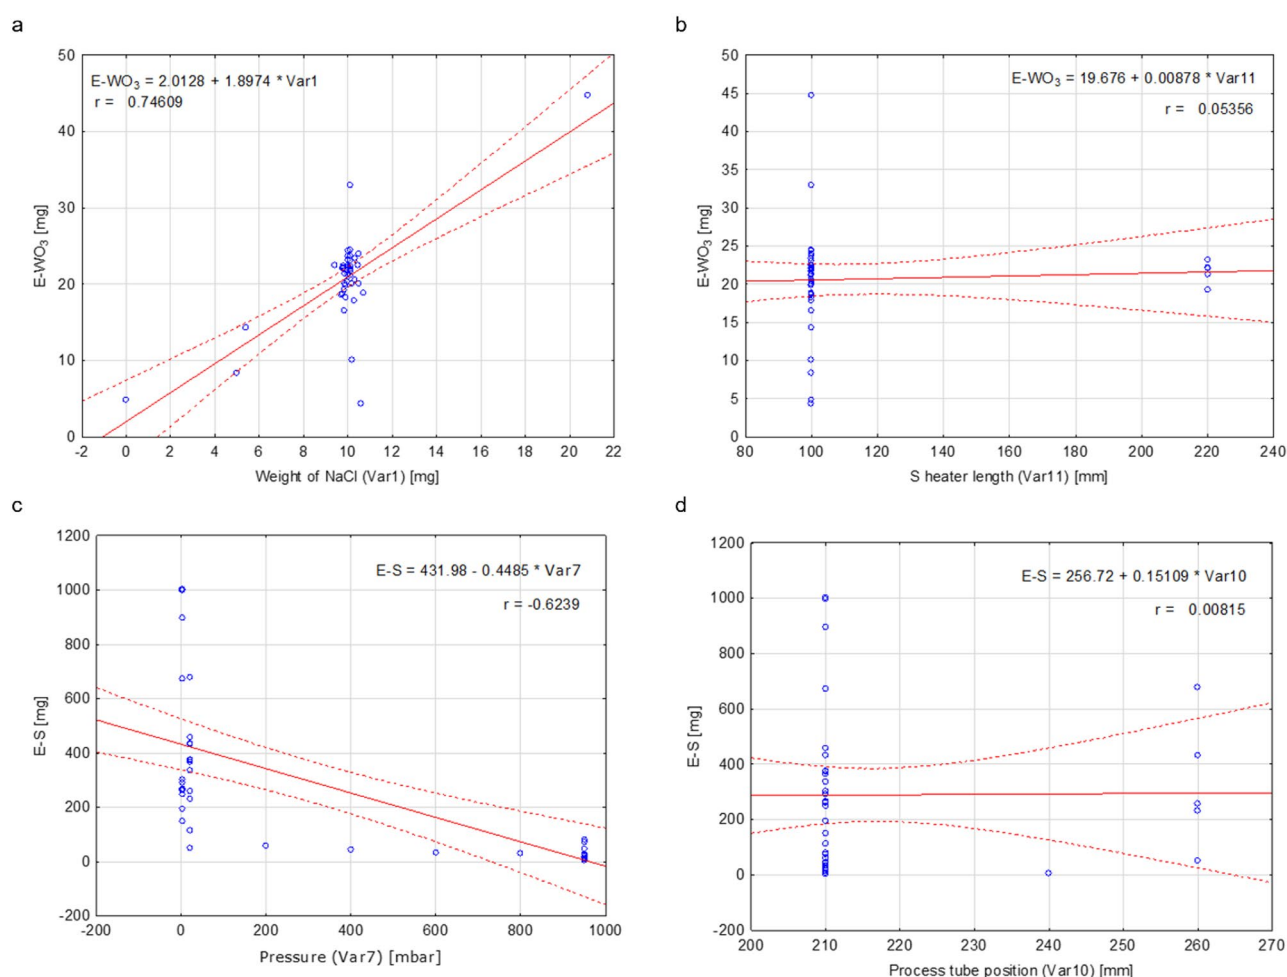 a
E-WO₃ = 2.0128 + 1.8974 * Var1
r = 0.74609
50
40
30
20
10
0
E-WO₃ [mg]
-2 0 2 4 6 8 10 12 14 16 18 20 22
Weight of NaCl (Var1) [mg]
b
E-WO₃ = 19.676 + 0.00878 * Var11
r = 0.05356
50
45
40
35
30
25
20
15
10
5
0
E-WO₃ [mg]
80 100 120 140 160 180 200 220 240
S heater length (Var11) [mm]
c
E-S = 431.98 - 0.4485 * Var7
r = -0.6239
1200
1000
800
600
400
200
0
-200
E-S [mg]
-200 0 200 400 600 800 1000
Pressure (Var7) [mbar]
d
E-S = 256.72 + 0.15109 * Var10
r = 0.00815
1200
1000
800
600
400
200
0
-200
E-S [mg]
200 210 220 230 240 250 260 270
Process tube position (Var10) [mm]